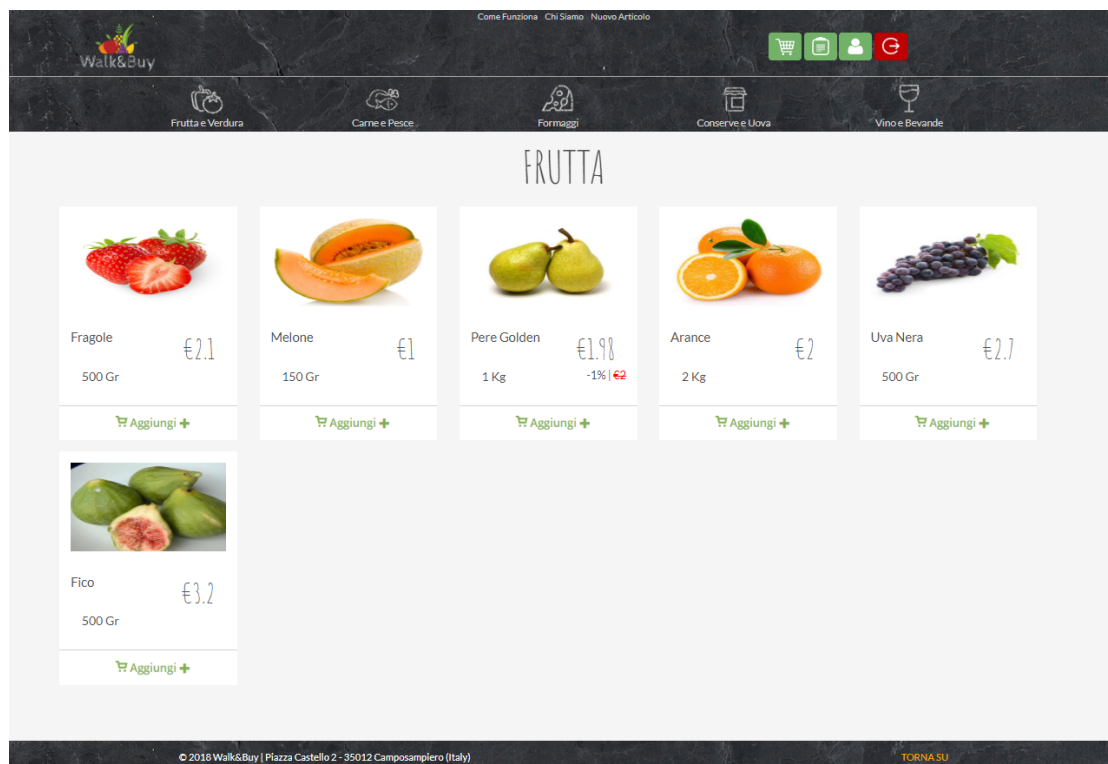 Come Funziona Chi Siamo Nuovo Articolo
Walk&Buy
Frutta e Verdura Carne e Pesce Formaggi Conserve e Uova Vino e Bevande
FRUTTA
Fragole
€2.1
500 Gr
Aggiungi
Melone
€1
150 Gr
Aggiungi
Pere Golden
€1.98
1 Kg
-1% | €2
Aggiungi
Arance
€2
2 Kg
Aggiungi
Uva Nera
€2.7
500 Gr
Aggiungi
Fico
€3.2
500 Gr
Aggiungi
© 2018 Walk&Buy | Piazza Castello 2 - 35012 Camposampiero (Italy)
TORNA SU